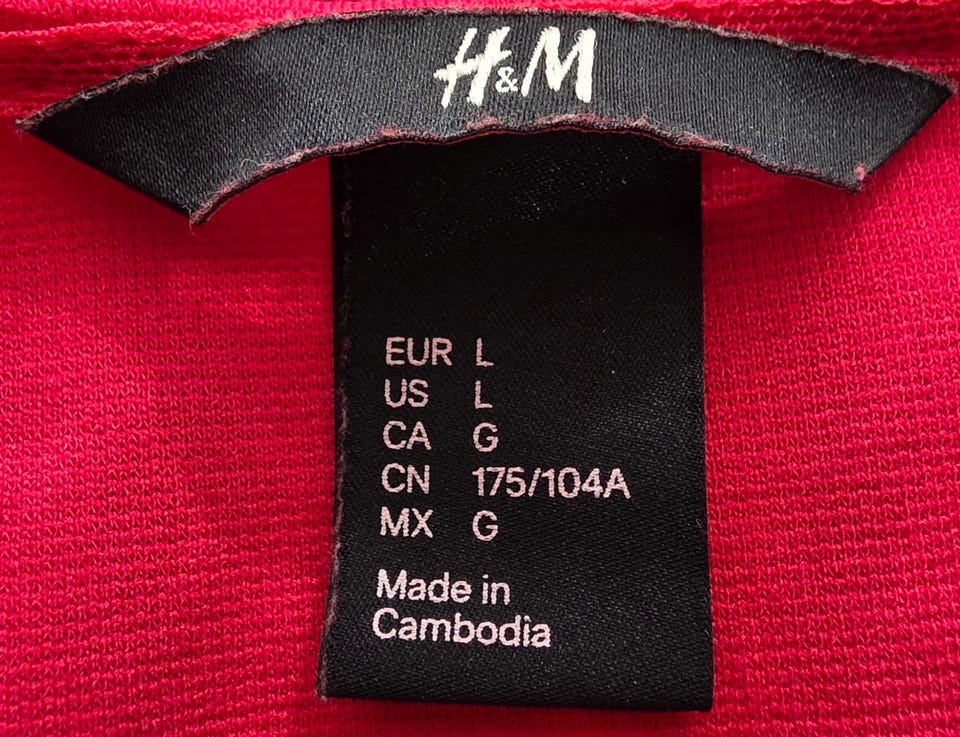 H&M
EUR L
US L
CA G
CN 175/104A
MX G
Made in
Cambodia